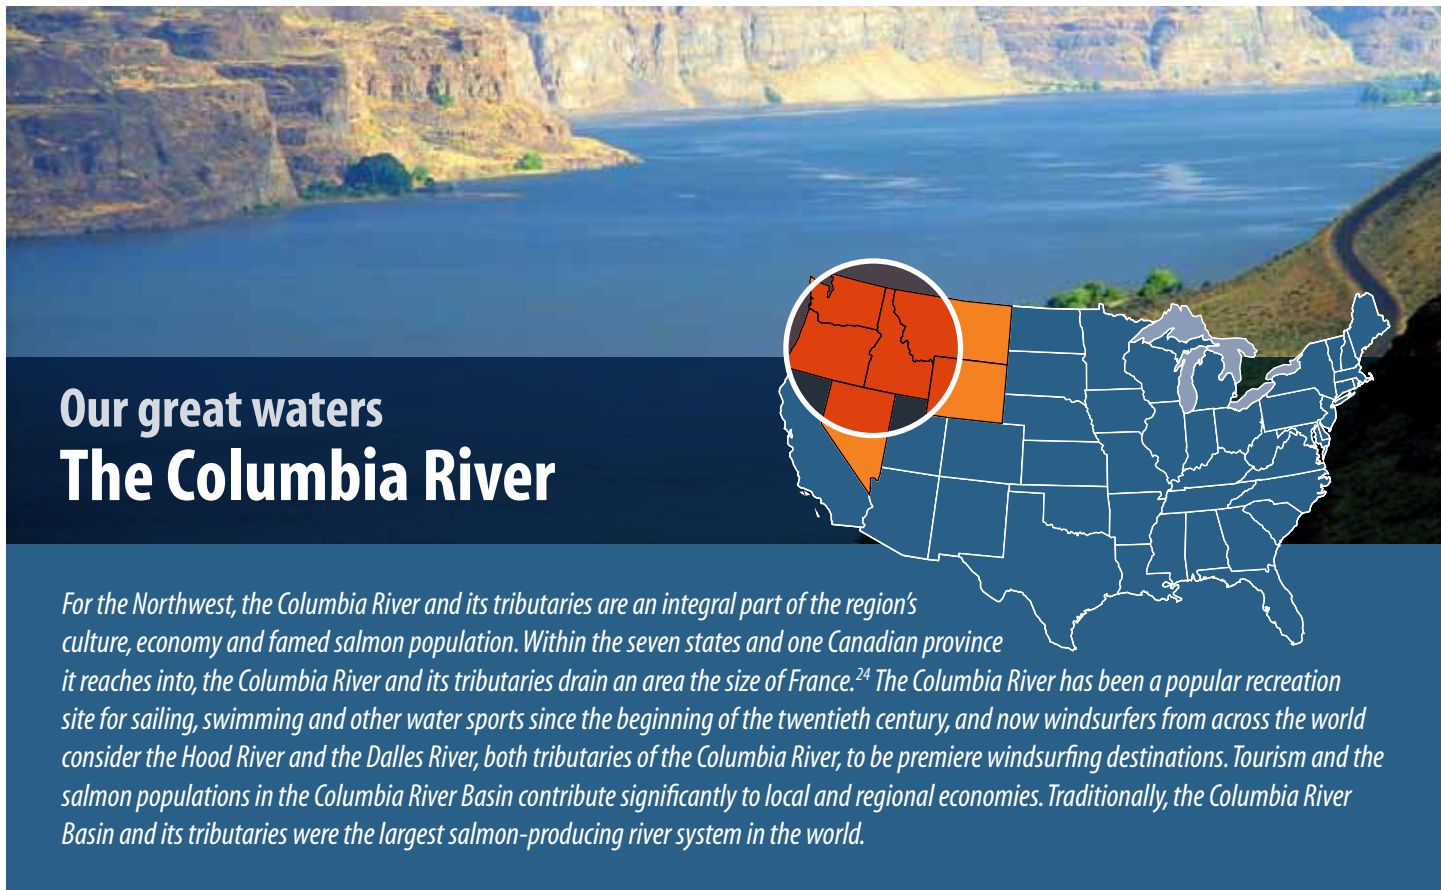 Our great waters
The Columbia River
For the Northwest, the Columbia River and its tributaries are an integral part of the region’s
culture, economy and famed salmon population. Within the seven states and one Canadian province
it reaches into, the Columbia River and its tributaries drain an area the size of France.24 The Columbia River has been a popular recreation
site for sailing, swimming and other water sports since the beginning of the twentieth century, and now windsurfers from across the world
consider the Hood River and the Dalles River, both tributaries of the Columbia River, to be premiere windsurfing destinations. Tourism and the
salmon populations in the Columbia River Basin contribute significantly to local and regional economies. Traditionally, the Columbia River
Basin and its tributaries were the largest salmon-producing river system in the world.